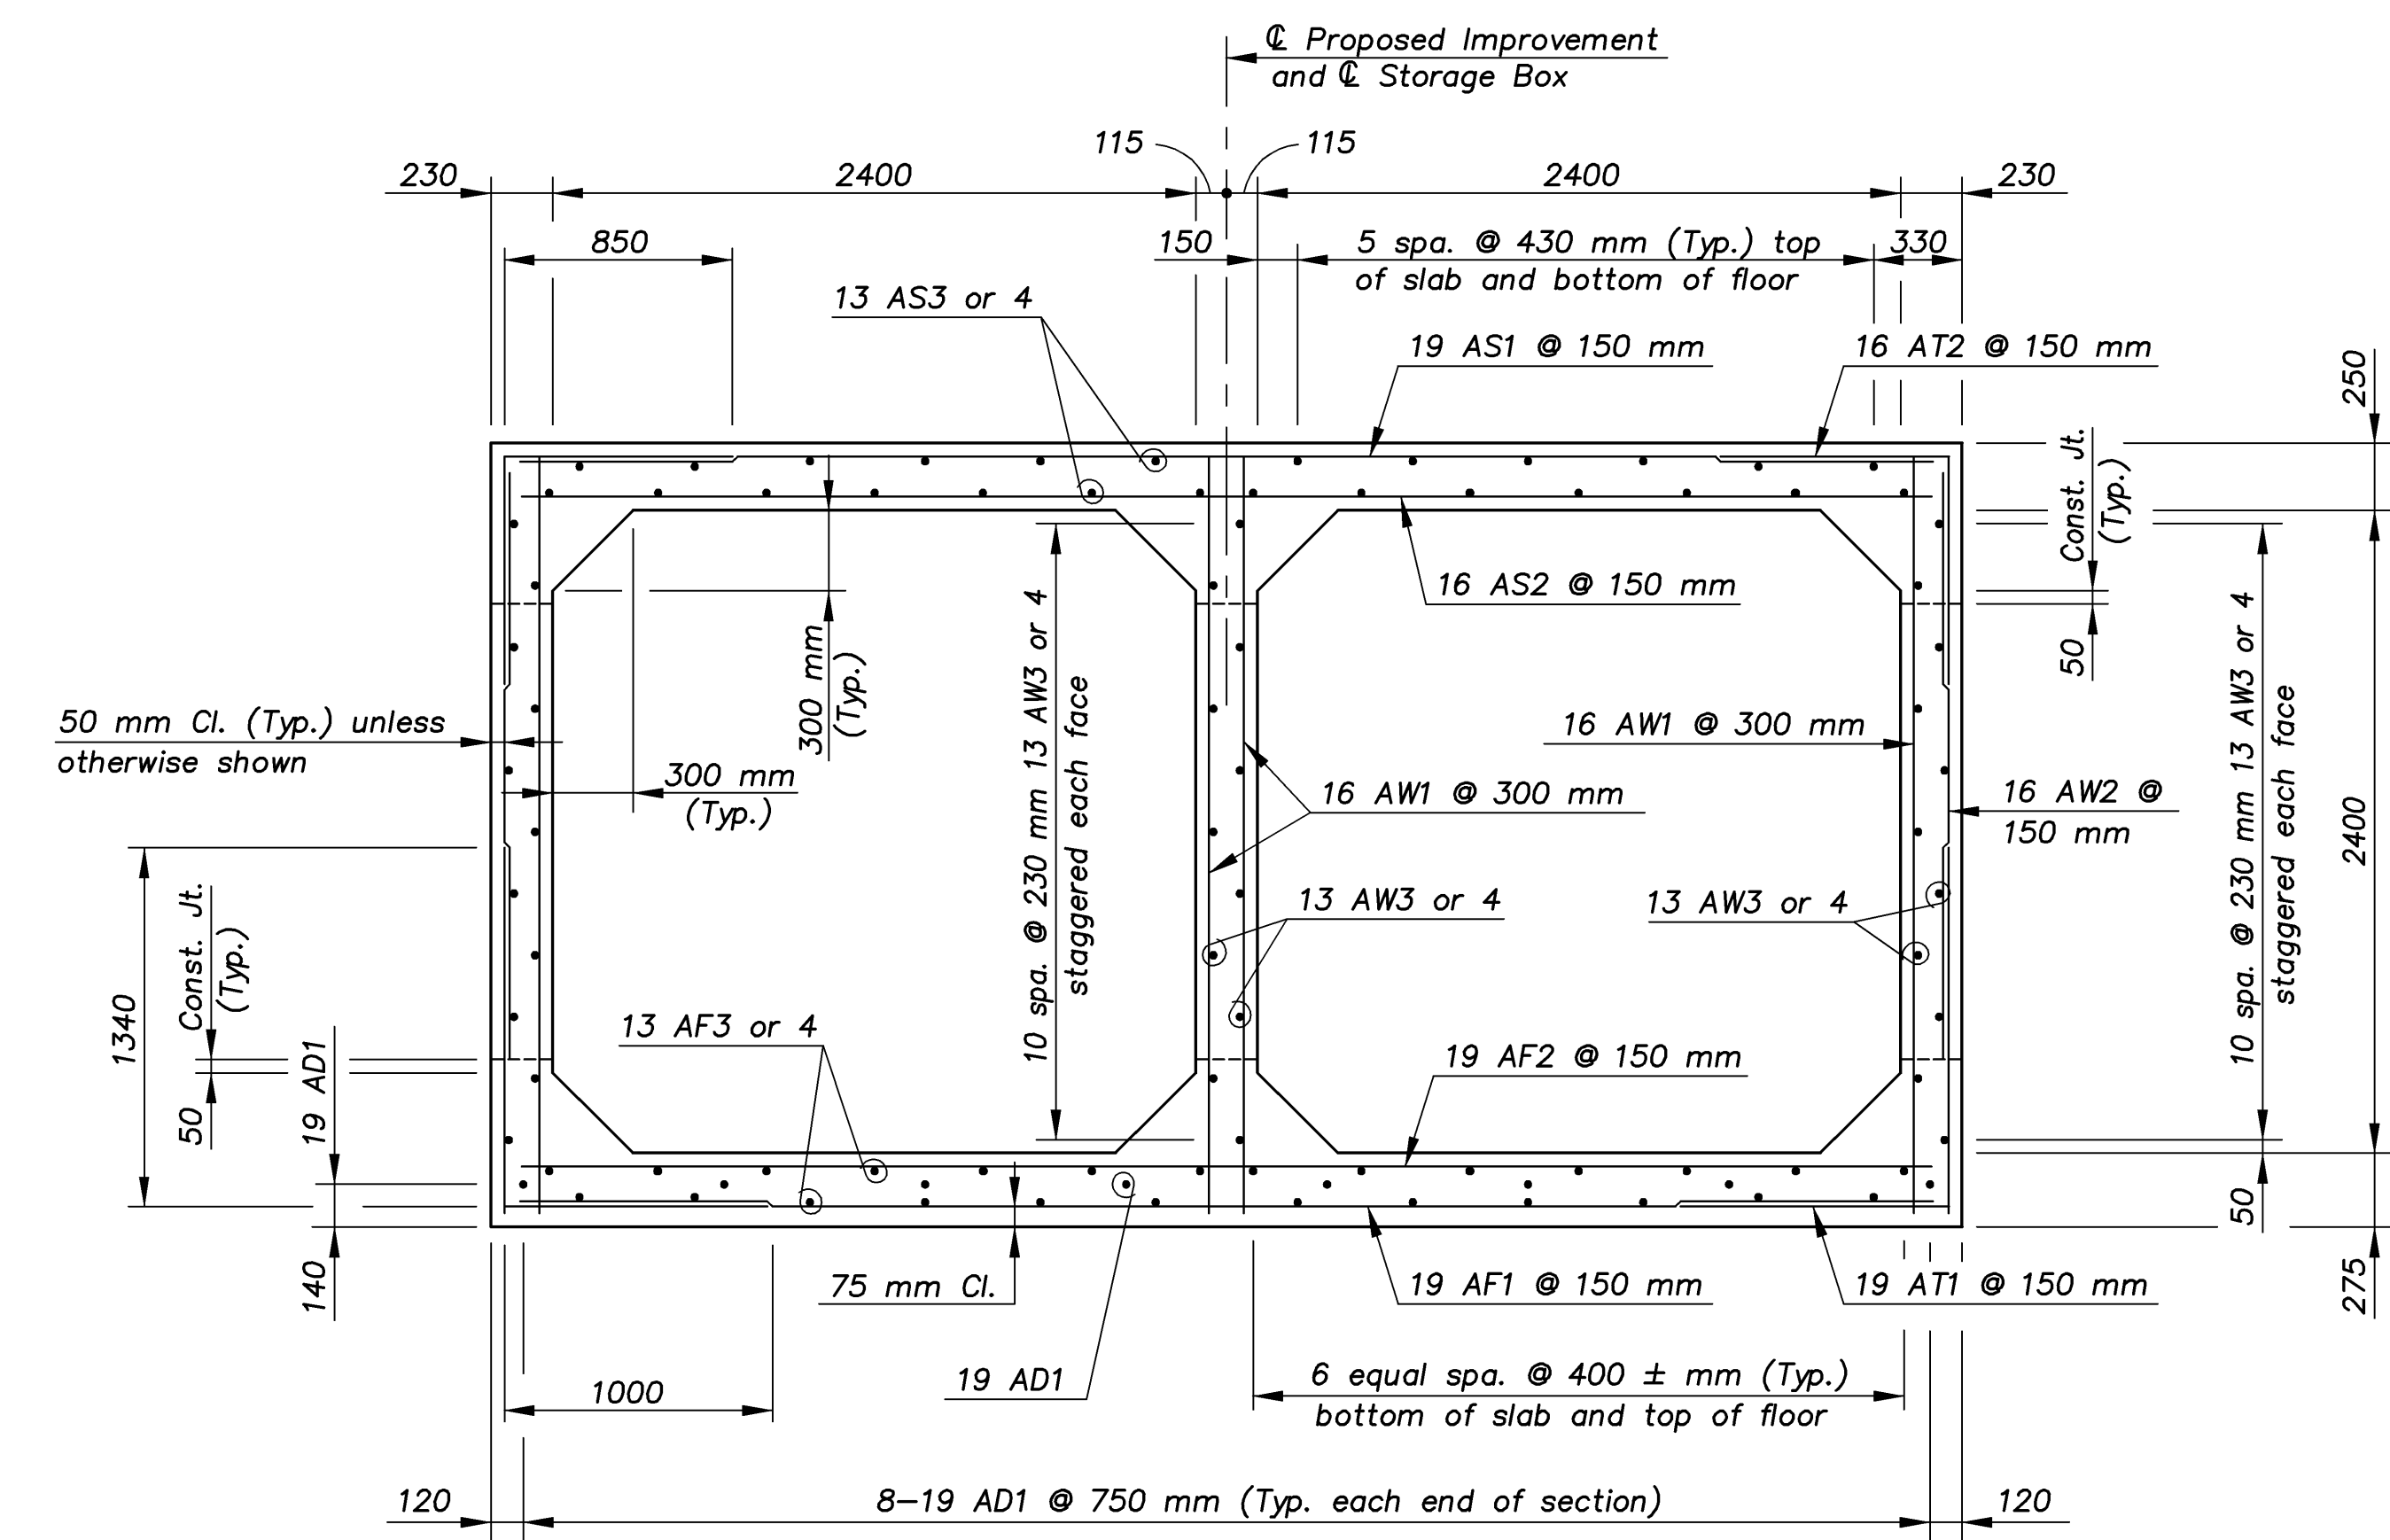 ℄ Proposed Improvement
and ℄ Storage Box
115
115
230
2400
2400
230
850
150
5 spa. @ 430 mm (Typ.) top
of slab and bottom of floor
330
13 AS3 or 4
19 AS1 @ 150 mm
16 AT2 @ 150 mm
250
Const. Jt.
(Typ.)
50
16 AS2 @ 150 mm
300 mm
(Typ.)
300 mm
(Typ.)
10 spa. @ 230 mm 13 AW3 or 4
staggered each face
50 mm Cl. (Typ.) unless
otherwise shown
16 AW1 @ 300 mm
16 AW1 @ 300 mm
16 AW2 @
150 mm
10 spa. @ 230 mm 13 AW3 or 4
staggered each face
2400
13 AW3 or 4
13 AW3 or 4
1340
Const. Jt.
(Typ.)
50
19 AD1
140
13 AF3 or 4
19 AF2 @ 150 mm
50
275
75 mm Cl.
19 AF1 @ 150 mm
19 AT1 @ 150 mm
1000
19 AD1
6 equal spa. @ 400 ± mm (Typ.)
bottom of slab and top of floor
120
8-19 AD1 @ 750 mm (Typ. each end of section)
120